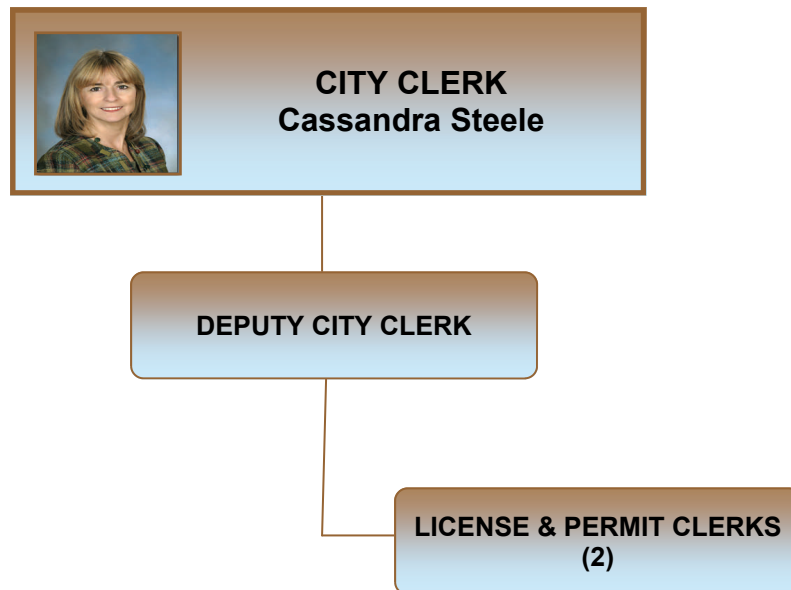 CITY CLERK
Cassandra Steele
DEPUTY CITY CLERK
LICENSE & PERMIT CLERKS
(2)